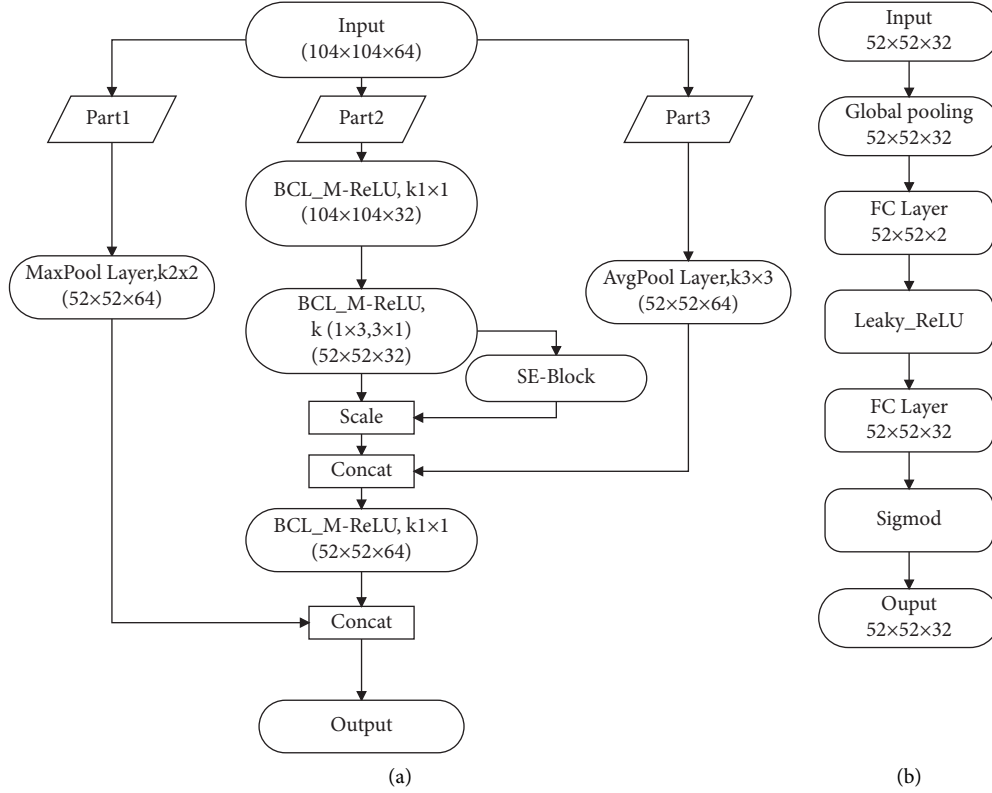 Input
(104×104×64)
Part1
Part2
Part3
BCL_M-ReLU, k1×1
(104×104×32)
MaxPool Layer,k2x2
(52×52×64)
BCL_M-ReLU,
k (1×3,3×1)
(52×52×32)
AvgPool Layer,k3×3
(52×52×64)
SE-Block
Scale
Concat
BCL_M-ReLU, k1×1
(52×52×64)
Concat
Output
(a)
Input
52×52×32
Global pooling
52×52×32
FC Layer
52×52×2
Leaky_ReLU
FC Layer
52×52×32
Sigmod
Ouput
52×52×32
(b)